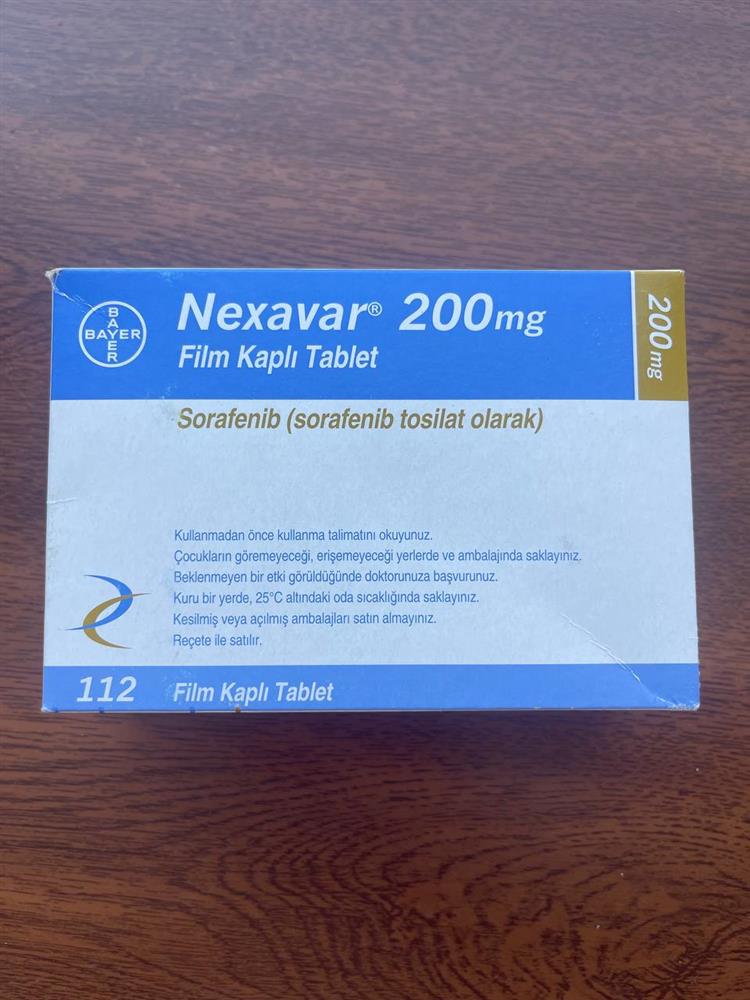 BAYER
BAYER
Nexavar® 200mg
Film Kaplı Tablet
200mg
Sorafenib (sorafenib tosilat olarak)
Kullanmadan önce kullanma talimatını okuyunuz.
Çocukların göremeyeceği, erişemeyeceği yerlerde ve ambalajında saklayınız.
Beklenmeyen bir etki görüldüğünde doktorunuza başvurunuz.
Kuru bir yerde, 25°C altındaki oda sıcaklığında saklayınız.
Kesilmiş veya açılmış ambalajları satın almayınız.
Reçete ile satılır.
112 Film Kaplı Tablet